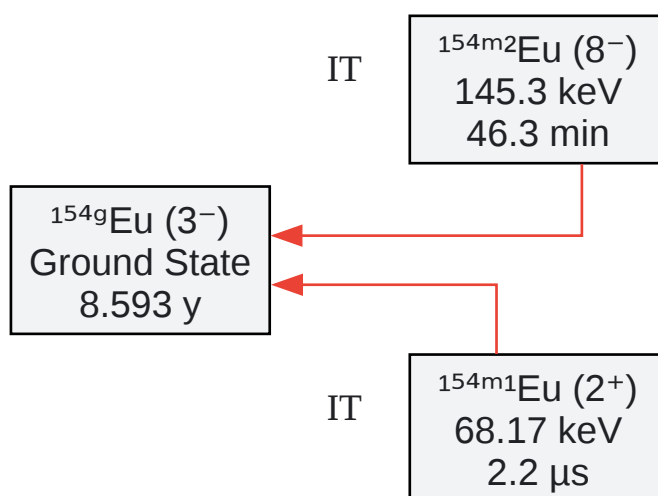 IT
¹⁵⁴ᵐ²Eu (8⁻)
145.3 keV
46.3 min
¹⁵⁴ᵍEu (3⁻)
Ground State
8.593 y
IT
¹⁵⁴ᵐ¹Eu (2⁺)
68.17 keV
2.2 µs